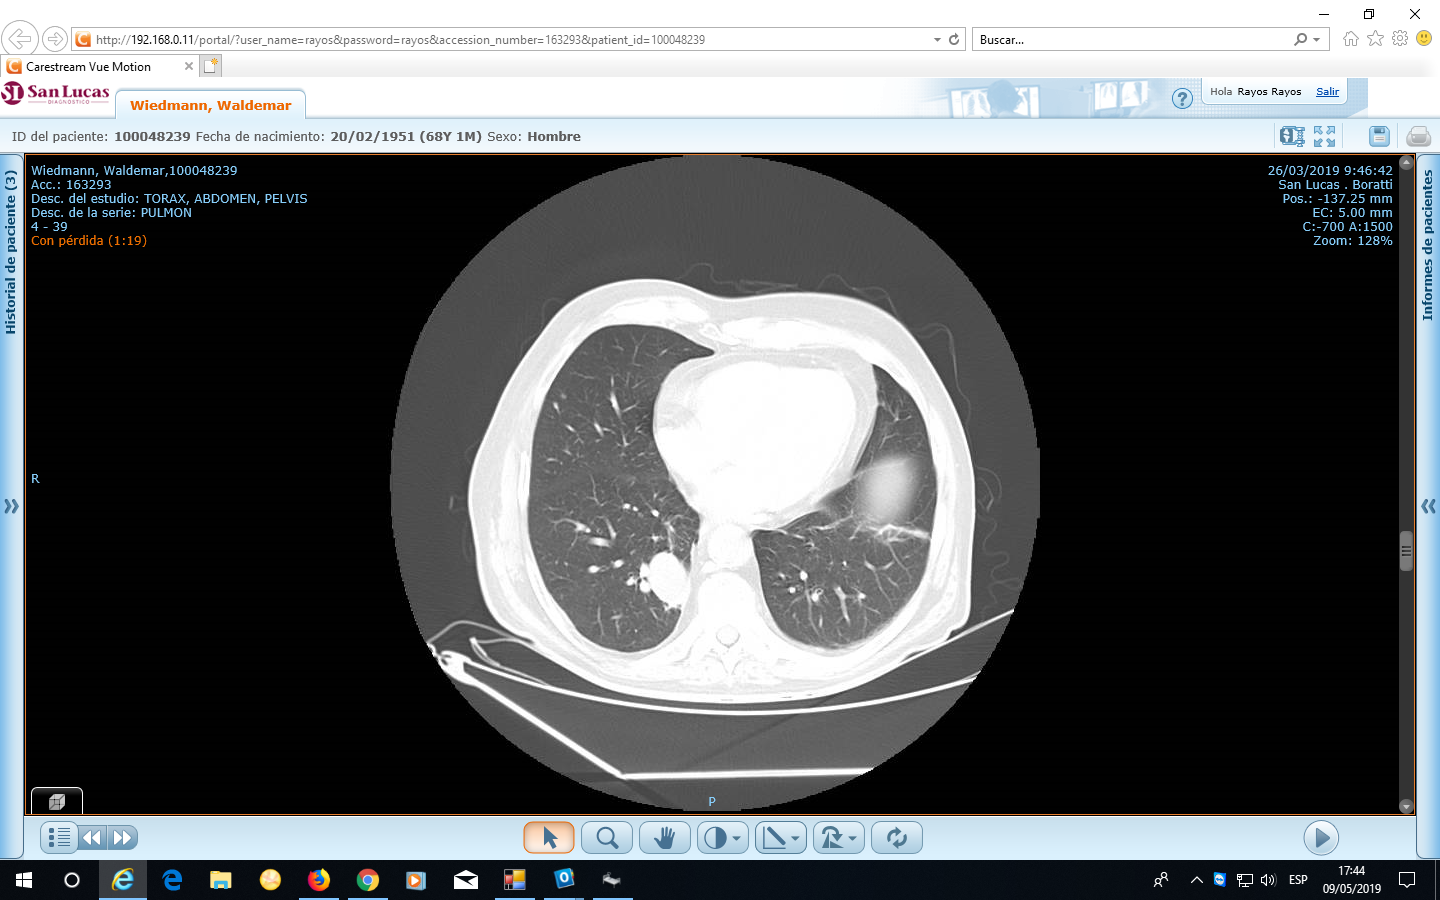 http://192.168.0.11/portal/?user_name=rayos&password=rayos&accession_number=163293&patient_id=100048239
Buscar...
Carestream Vue Motion
San Lucas
DIAGNOSTICO
Wiedmann, Waldemar
Hola Rayos Rayos Salir
ID del paciente: 100048239 Fecha de nacimiento: 20/02/1951 (68Y 1M) Sexo: Hombre
Historial de paciente (3)
Wiedmann, Waldemar,100048239
Acc.: 163293
Desc. del estudio: TORAX, ABDOMEN, PELVIS
Desc. de la serie: PULMON
4 - 39
Con pérdida (1:19)
26/03/2019 9:46:42
San Lucas . Boratti
Pos.: -137.25 mm
EC: 5.00 mm
C:-700 A:1500
Zoom: 128%
Informes de pacientes
R
P
ESP
17:44
09/05/2019